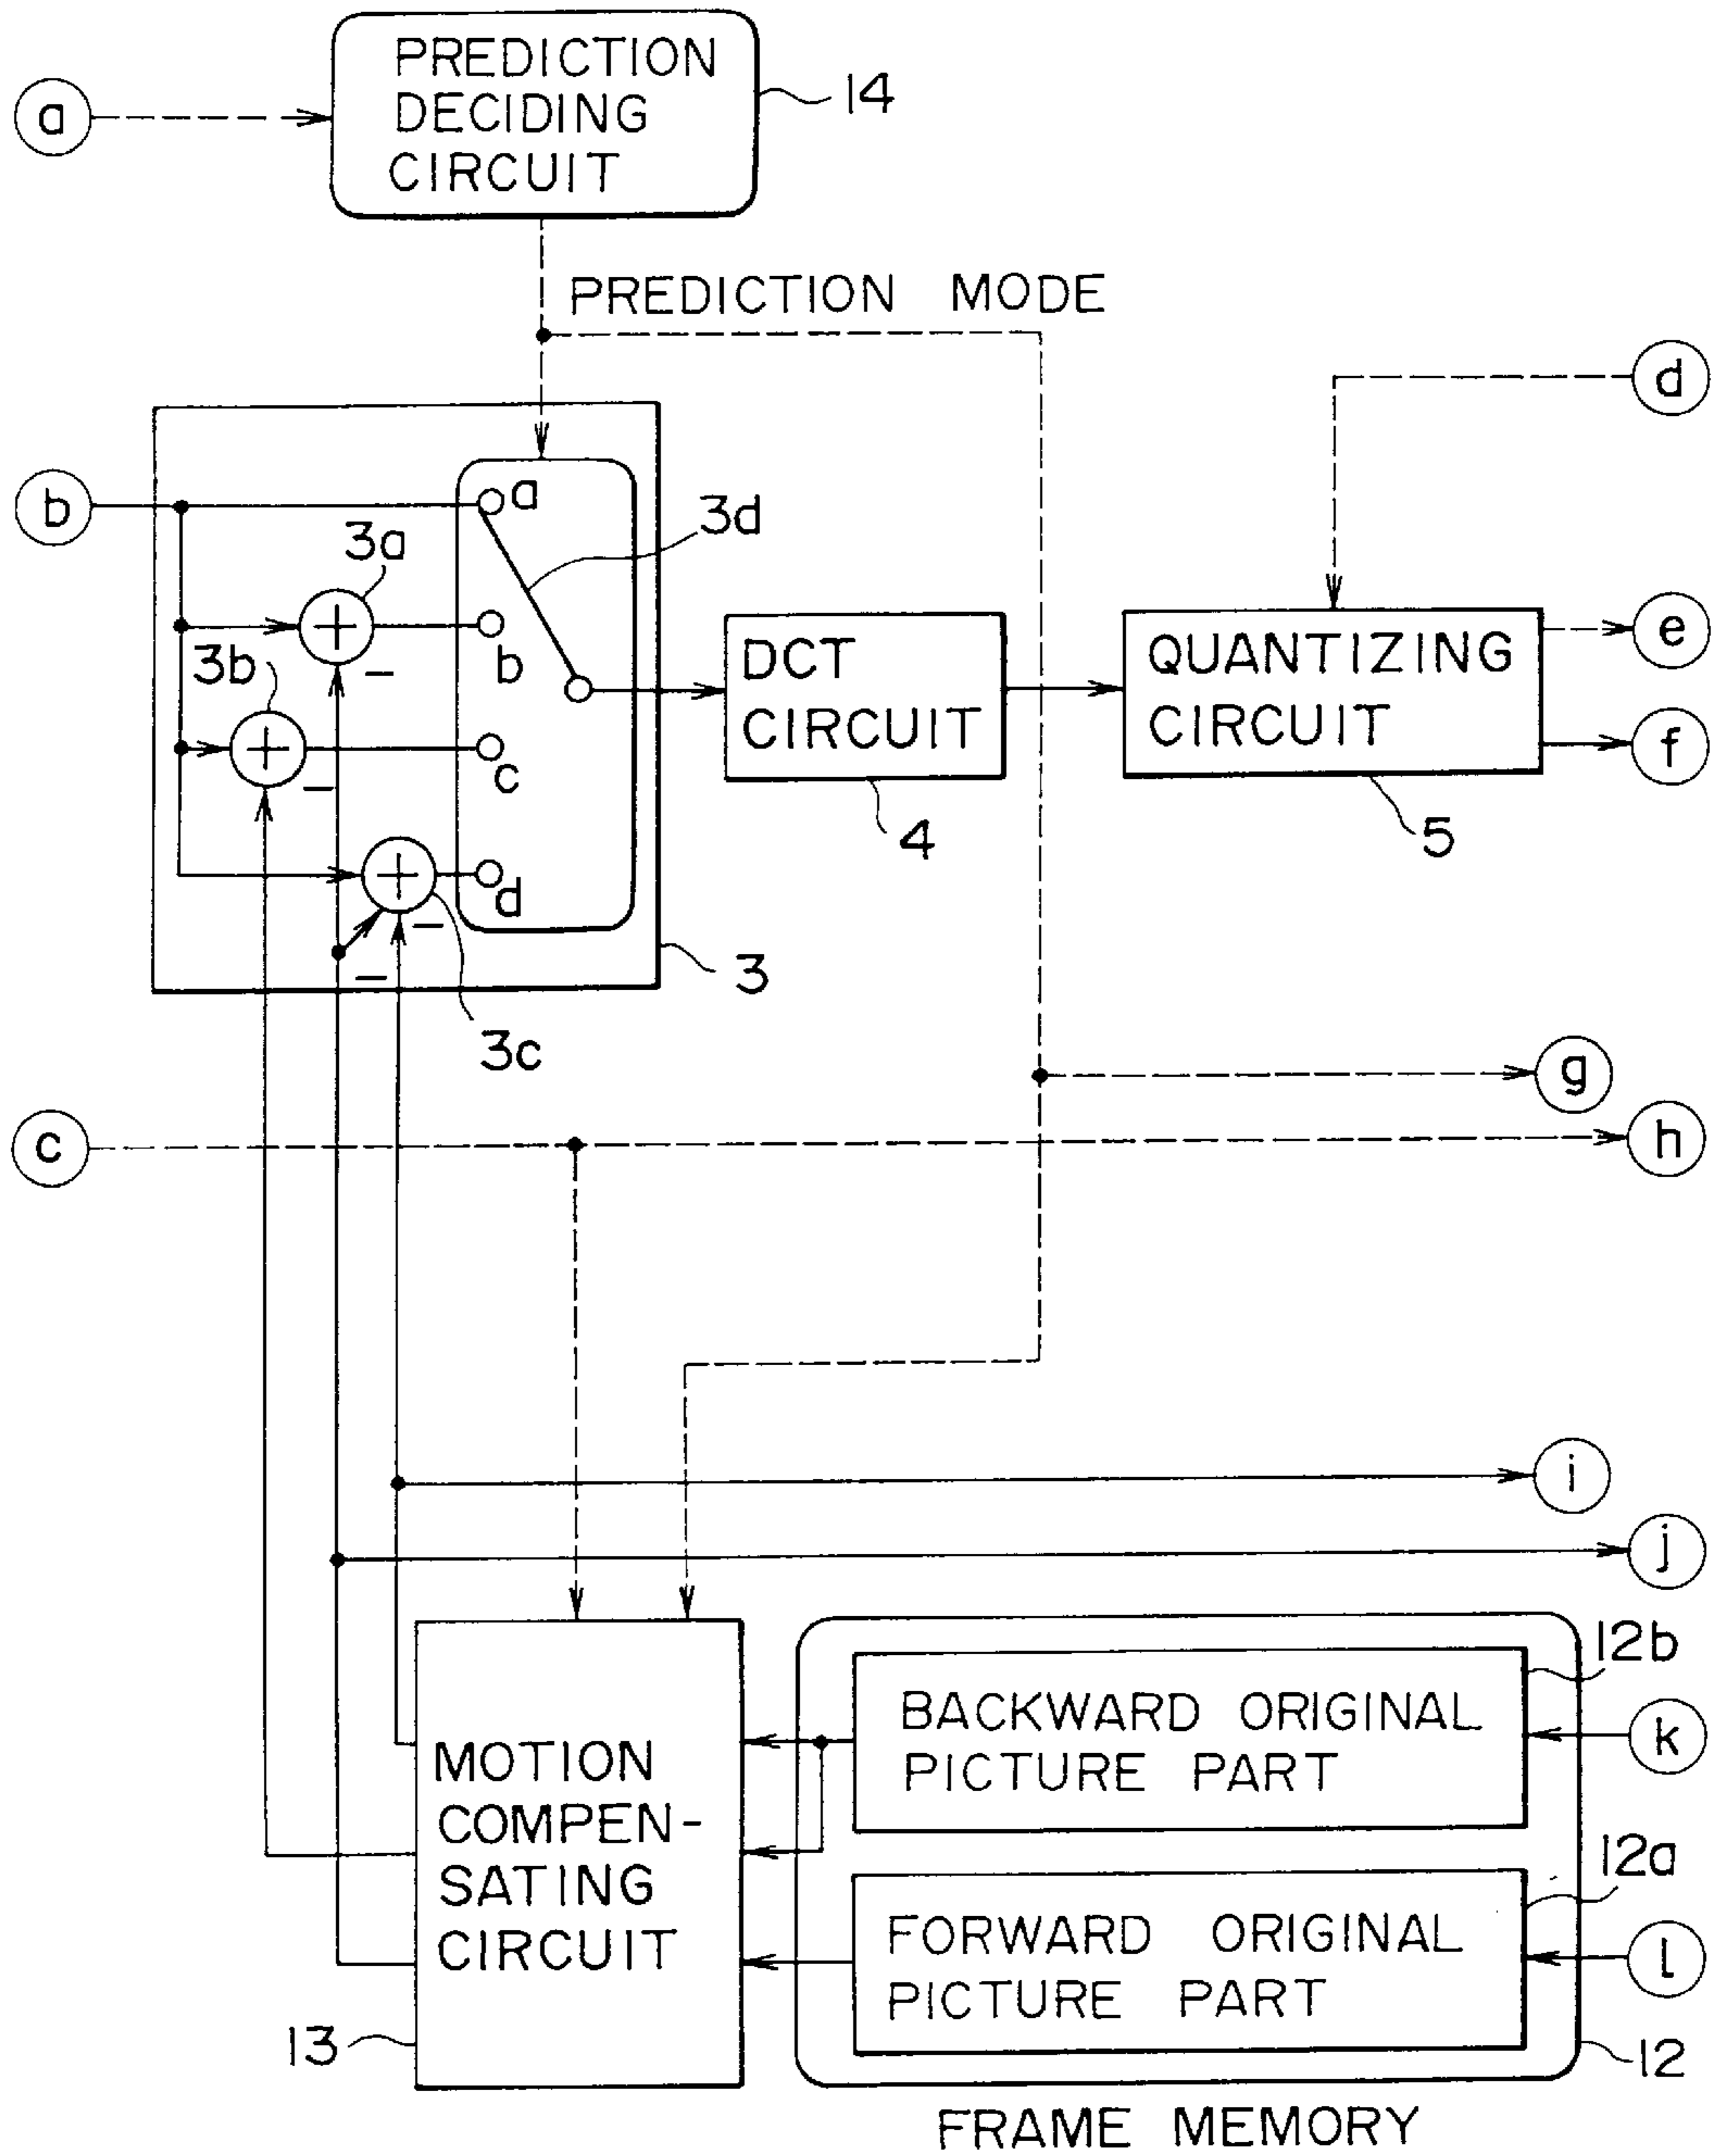 PREDICTION
DECIDING
CIRCUIT
14
a
PREDICTION MODE
d
b
a
3d
3a
b
3b
c
d
3
3c
DCT
CIRCUIT
4
QUANTIZING
CIRCUIT
5
e
f
g
c
h
i
j
MOTION
COMPEN-
SATING
CIRCUIT
13
BACKWARD ORIGINAL
PICTURE PART
12b
k
FORWARD ORIGINAL
PICTURE PART
12a
l
12
FRAME MEMORY
+
−
+
−
+
−
−